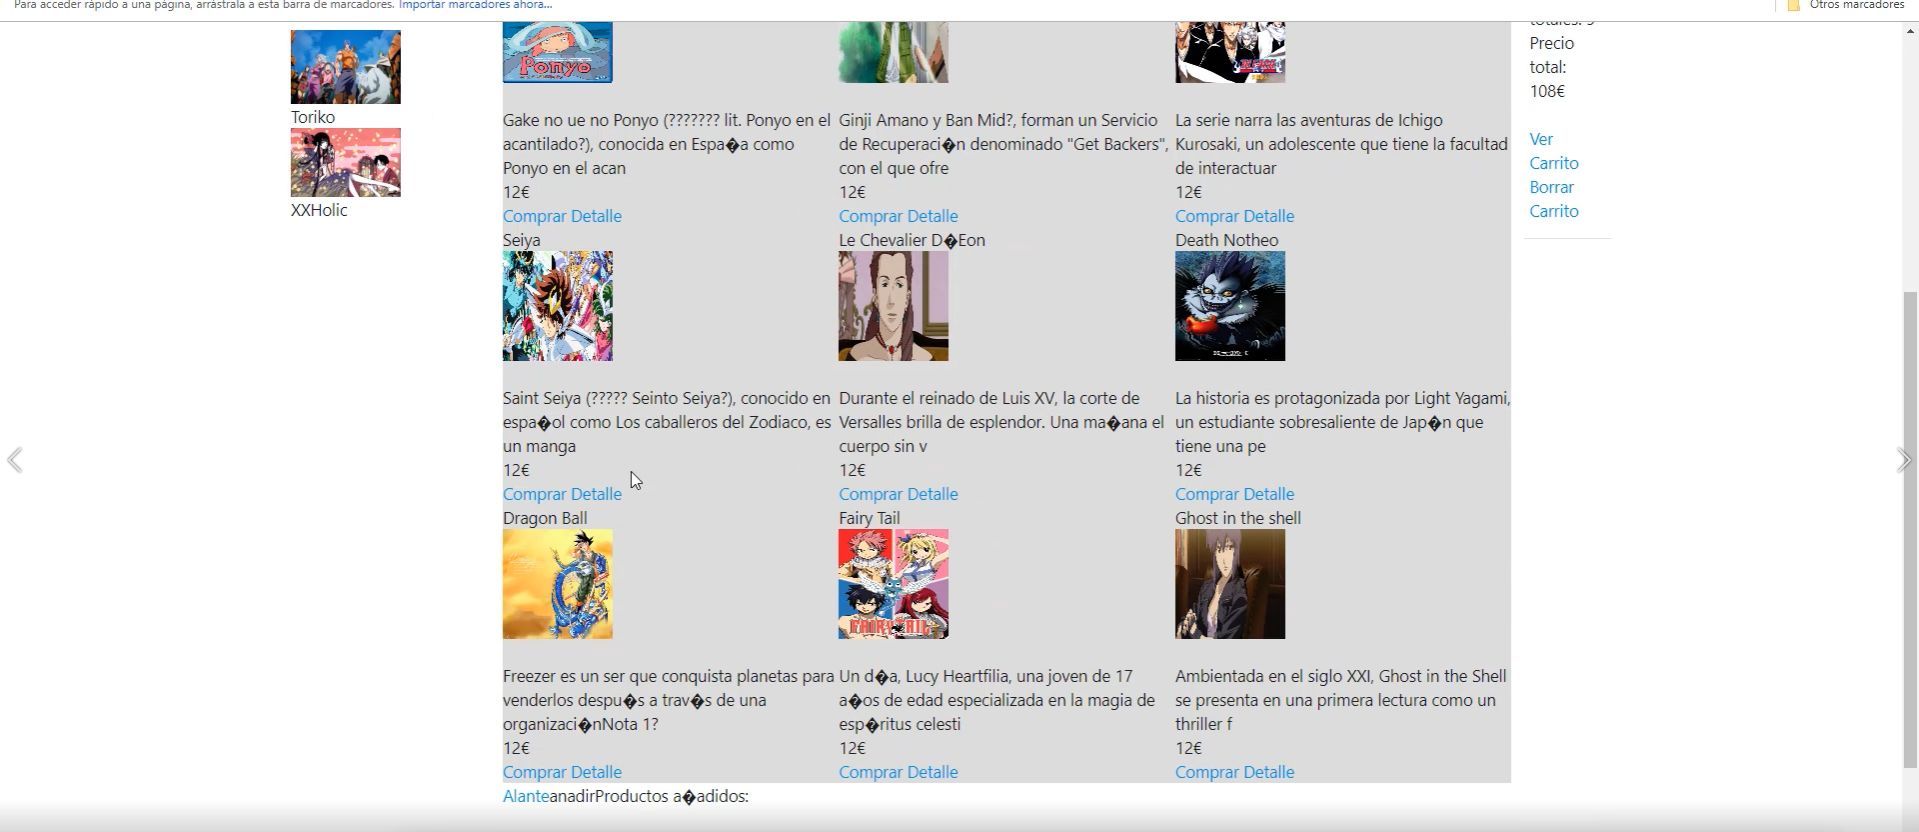 Para acceder rápido a una página, arrástrala a esta barra de marcadores. Importar marcadores ahora...
Otros marcadores
Toriko
XXHolic
Ponyo
Gake no ue no Ponyo (??????? lit. Ponyo en el
acantilado?), conocida en Espa�a como
Ponyo en el acan
12€
Comprar Detalle
Ginji Amano y Ban Mid?, forman un Servicio
de Recuperaci�n denominado "Get Backers",
con el que ofre
12€
Comprar Detalle
La serie narra las aventuras de Ichigo
Kurosaki, un adolescente que tiene la facultad
de interactuar
12€
Comprar Detalle
Seiya
Saint Seiya (????? Seinto Seiya?), conocido en
espa�ol como Los caballeros del Zodiaco, es
un manga
12€
Comprar Detalle
Le Chevalier D�Eon
Durante el reinado de Luis XV, la corte de
Versalles brilla de esplendor. Una ma�ana el
cuerpo sin v
12€
Comprar Detalle
Death Notheo
La historia es protagonizada por Light Yagami,
un estudiante sobresaliente de Jap�n que
tiene una pe
12€
Comprar Detalle
Dragon Ball
Freezer es un ser que conquista planetas para
venderlos despu�s a trav�s de una
organizaci�nNota 1?
12€
Comprar Detalle
Fairy Tail
FAIRY TAIL
Un d�a, Lucy Heartfilia, una joven de 17
a�os de edad especializada en la magia de
esp�ritus celesti
12€
Comprar Detalle
Ghost in the shell
Ambientada en el siglo XXI, Ghost in the Shell
se presenta en una primera lectura como un
thriller f
12€
Comprar Detalle
AlanteanadirProductos a�adidos:
Precio
total:
108€
Ver
Carrito
Borrar
Carrito